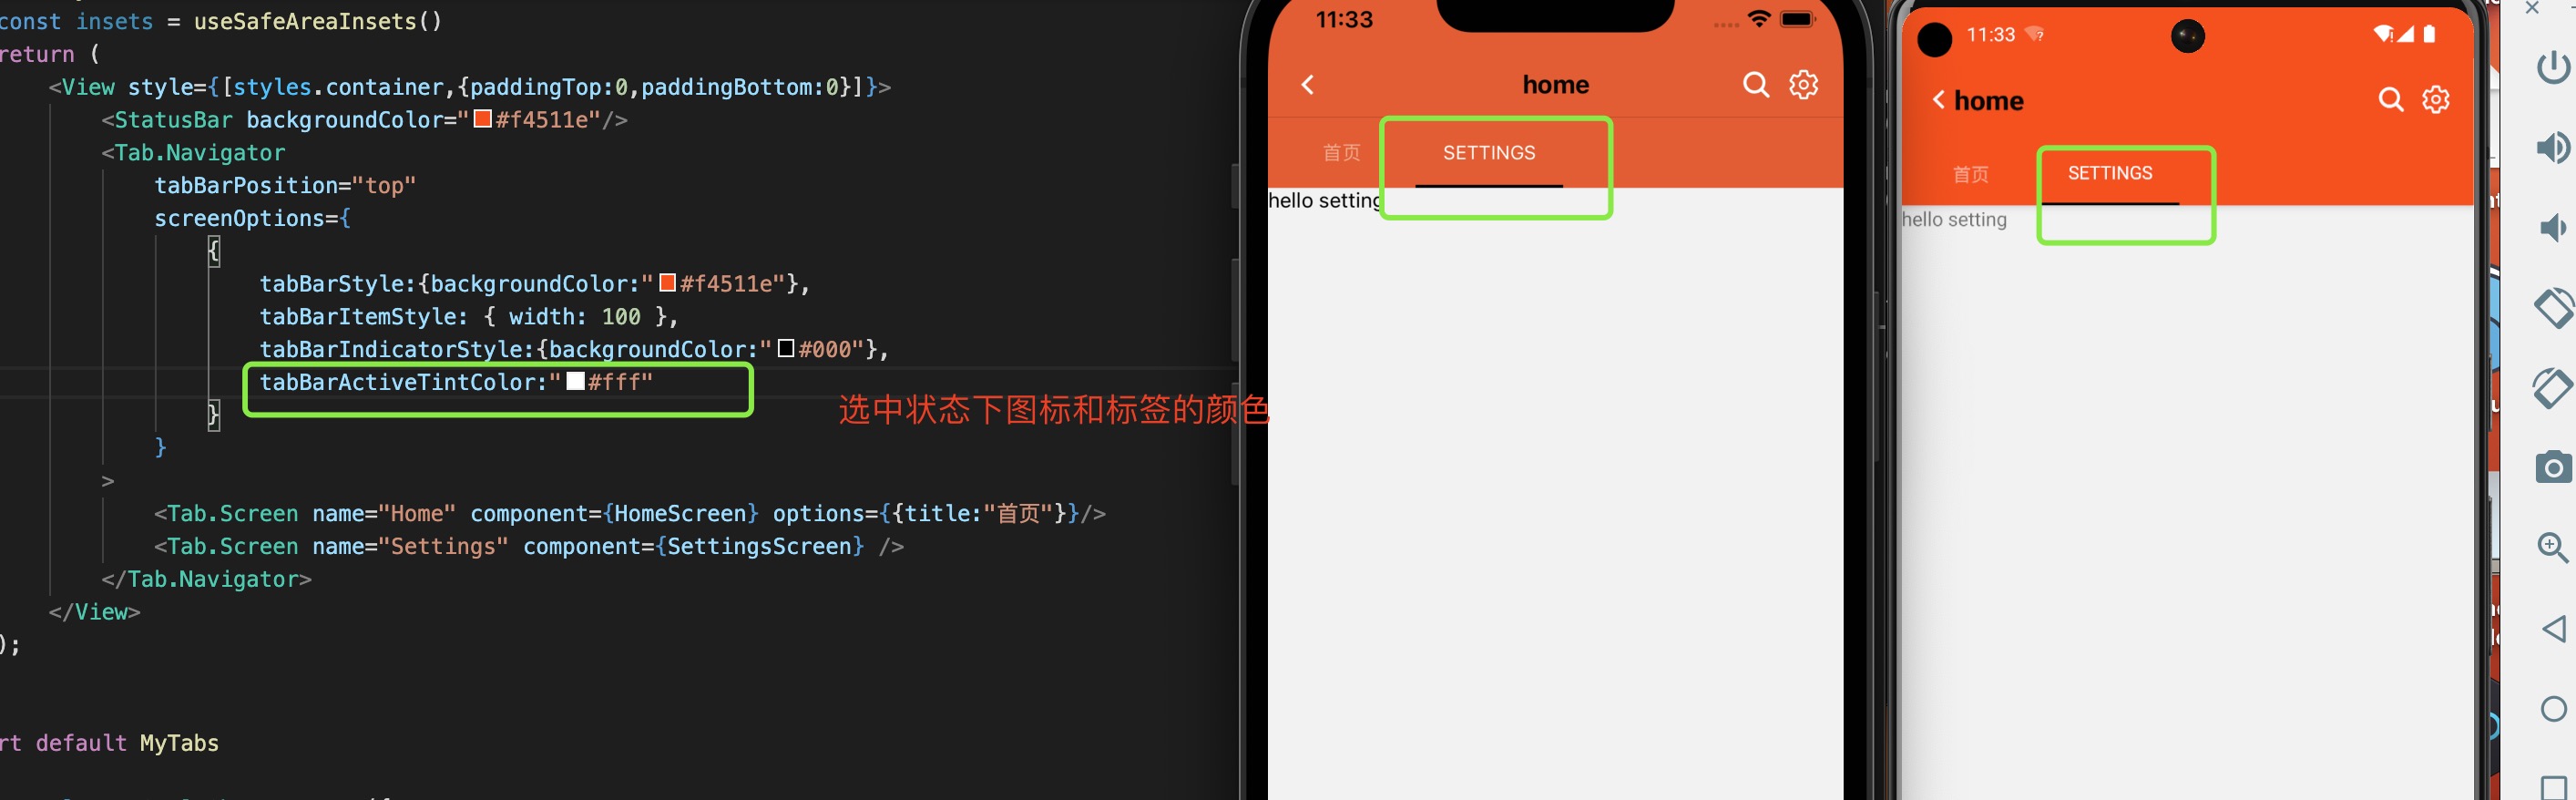 const insets = useSafeAreaInsets()
return (
<View style={[styles.container,{paddingTop:0,paddingBottom:0}]}>
<StatusBar backgroundColor="#f4511e"/>
<Tab.Navigator
tabBarPosition="top"
screenOptions={
{
tabBarStyle:{backgroundColor:"#f4511e"},
tabBarItemStyle: { width: 100 },
tabBarIndicatorStyle:{backgroundColor:"#000"},
tabBarActiveTintColor:"#fff"
}
}
>
<Tab.Screen name="Home" component={HomeScreen} options={{title:"首页"}}/>
<Tab.Screen name="Settings" component={SettingsScreen} />
</Tab.Navigator>
</View>
);
rt default MyTabs
选中状态下图标和标签的颜色
11:33
home
首页 SETTINGS
hello setting
11:33
home
首页 SETTINGS
hello setting